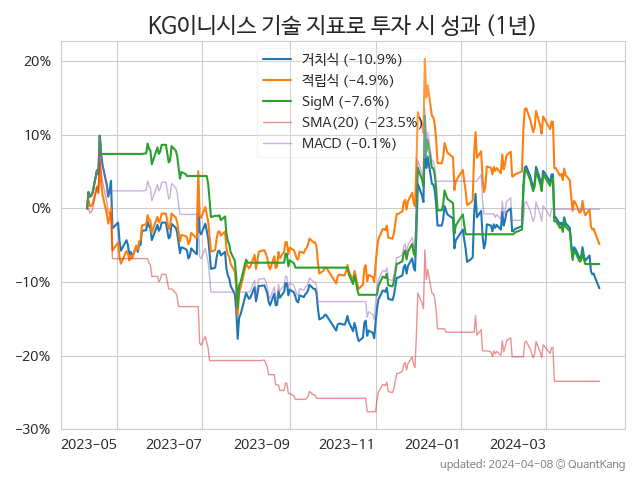 KG이니시스 기술 지표로 투자 시 성과 (1년)
거치식 (−10.9%)
적립식 (−4.9%)
SigM (−7.6%)
SMA(20) (−23.5%)
MACD (−0.1%)
20%
10%
0%
−10%
−20%
−30%
2023-05 2023-07 2023-09 2023-11 2024-01 2024-03
updated: 2024-04-08 © QuantKang